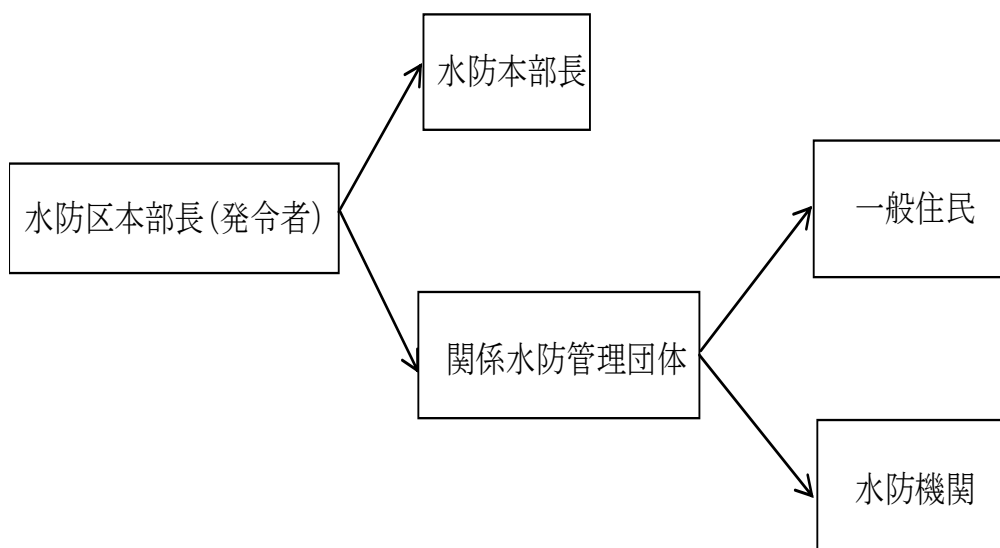 水防本部長
水防区本部長(発令者)
一般住民
関係水防管理団体
水防機関